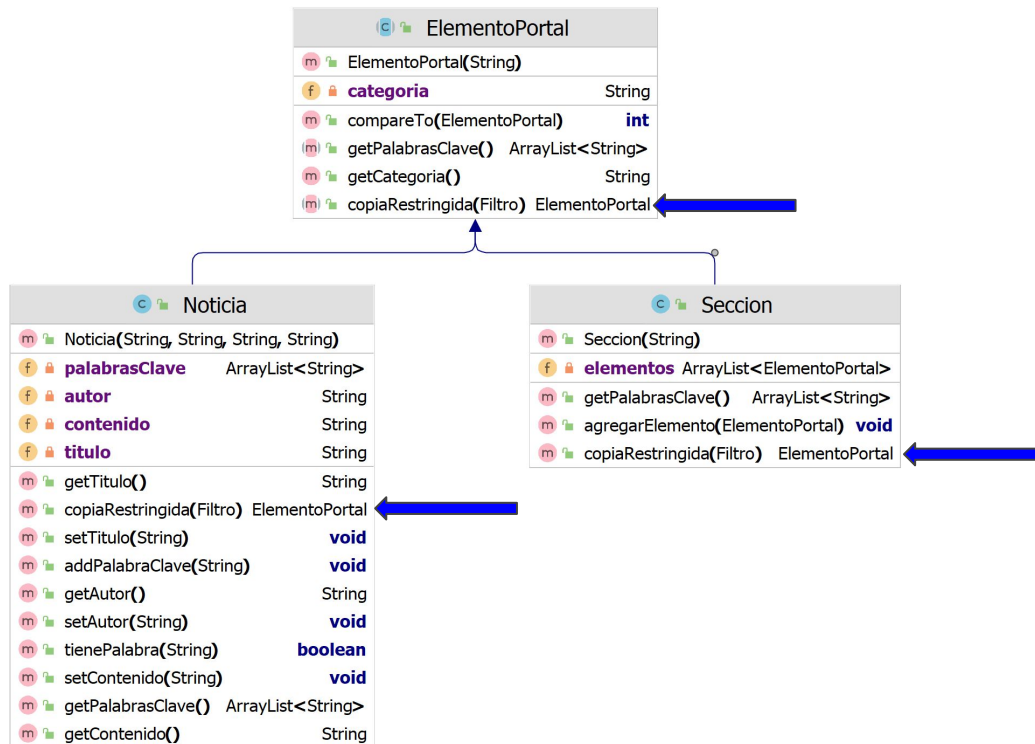 ElementoPortal
ElementoPortal(String)
categoria String
compareTo(ElementoPortal) int
getPalabrasClave() ArrayList<String>
getCategoria() String
copiaRestringida(Filtro) ElementoPortal
Noticia
Noticia(String, String, String, String)
palabrasClave ArrayList<String>
autor String
contenido String
titulo String
getTitulo() String
copiaRestringida(Filtro) ElementoPortal
setTitulo(String) void
addPalabraClave(String) void
getAutor() String
setAutor(String) void
tienePalabra(String) boolean
setContenido(String) void
getPalabrasClave() ArrayList<String>
getContenido() String
Seccion
Seccion(String)
elementos ArrayList<ElementoPortal>
getPalabrasClave() ArrayList<String>
agregarElemento(ElementoPortal) void
copiaRestringida(Filtro) ElementoPortal